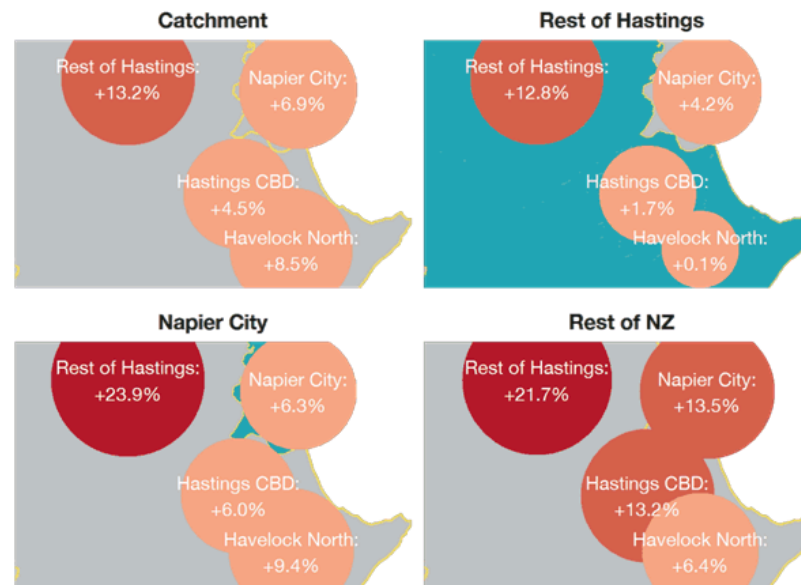 Catchment
Rest of Hastings:
+13.2%
Napier City:
+6.9%
Hastings CBD:
+4.5%
Havelock North:
+8.5%
Rest of Hastings
Rest of Hastings:
+12.8%
Napier City:
+4.2%
Hastings CBD:
+1.7%
Havelock North:
+0.1%
Napier City
Rest of Hastings:
+23.9%
Napier City:
+6.3%
Hastings CBD:
+6.0%
Havelock North:
+9.4%
Rest of NZ
Rest of Hastings:
+21.7%
Napier City:
+13.5%
Hastings CBD:
+13.2%
Havelock North:
+6.4%